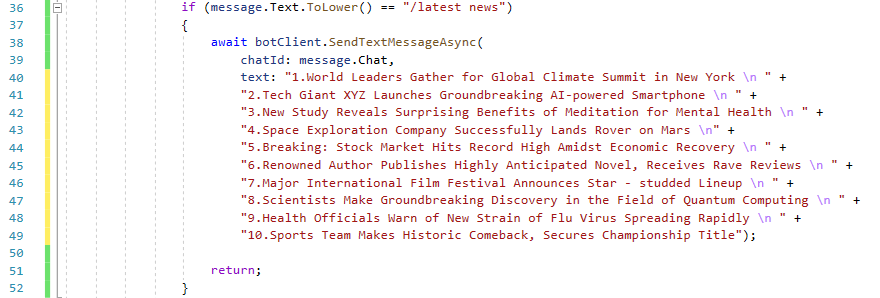 36 if (message.Text.ToLower() == "/latest news")
37 {
38 await botClient.SendTextMessageAsync(
39 chatId: message.Chat,
40 text: "1.World Leaders Gather for Global Climate Summit in New York \n " +
41 "2.Tech Giant XYZ Launches Groundbreaking AI-powered Smartphone \n " +
42 "3.New Study Reveals Surprising Benefits of Meditation for Mental Health \n " +
43 "4.Space Exploration Company Successfully Lands Rover on Mars \n" +
44 "5.Breaking: Stock Market Hits Record High Amidst Economic Recovery \n " +
45 "6.Renowned Author Publishes Highly Anticipated Novel, Receives Rave Reviews \n " +
46 "7.Major International Film Festival Announces Star - studded Lineup \n " +
47 "8.Scientists Make Groundbreaking Discovery in the Field of Quantum Computing \n " +
48 "9.Health Officials Warn of New Strain of Flu Virus Spreading Rapidly \n " +
49 "10.Sports Team Makes Historic Comeback, Secures Championship Title");
50
51 return;
52 }